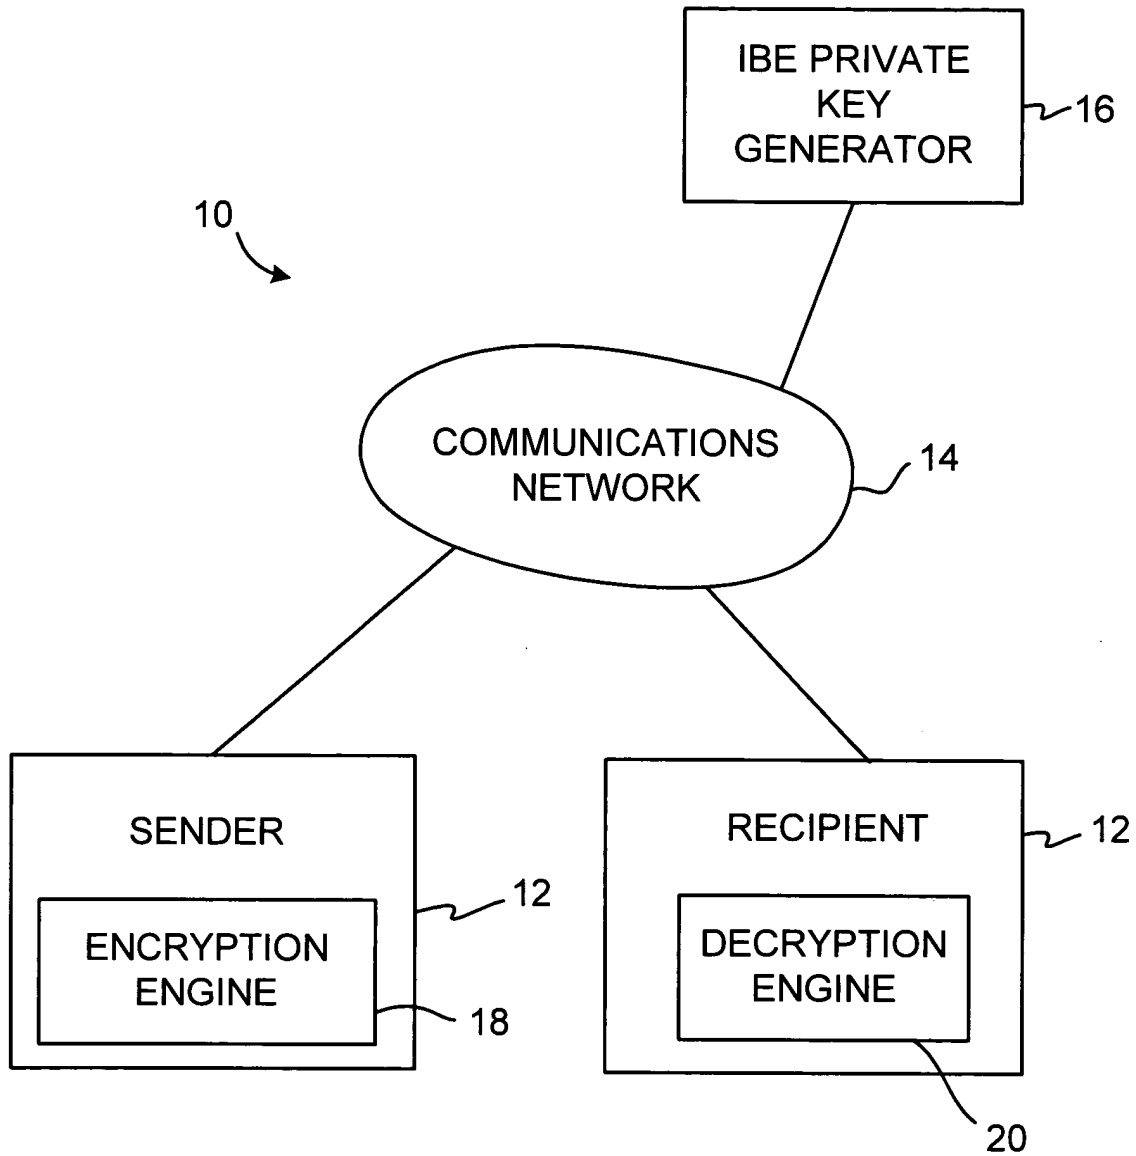 IBE PRIVATE
KEY
GENERATOR
16
10
COMMUNICATIONS
NETWORK
14
SENDER
12
ENCRYPTION
ENGINE
18
RECIPIENT
12
DECRYPTION
ENGINE
20